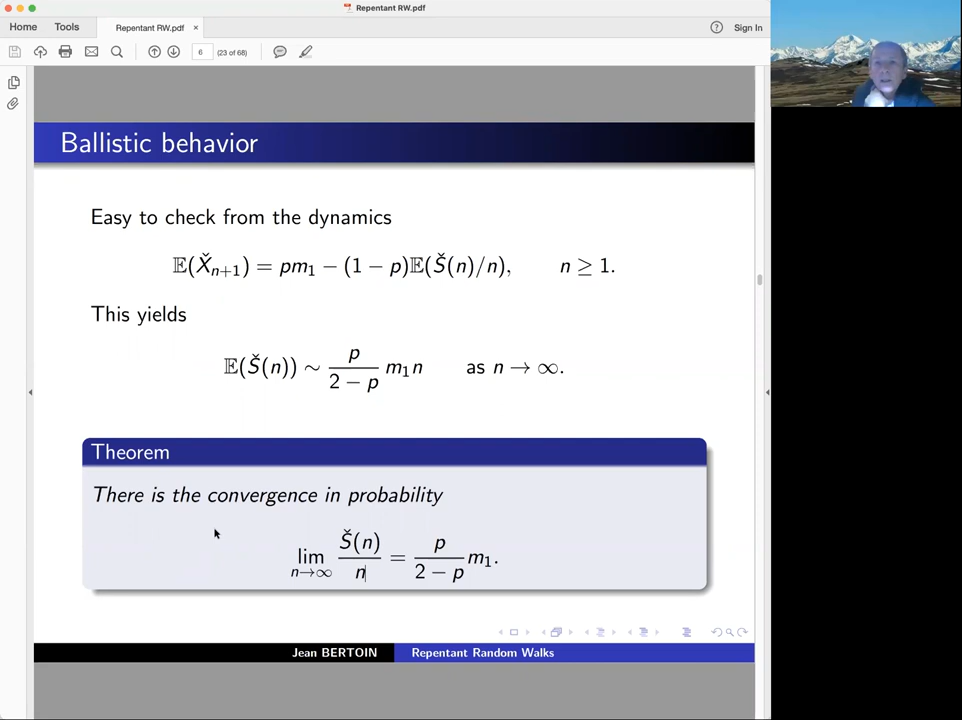 Repentant RW.pdf
Home Tools Repentant RW.pdf × Sign In
6 (23 of 68)
Ballistic behavior
Easy to check from the dynamics
𝔼(X̌ₙ₊₁) = pm₁ − (1 − p)𝔼(Š(n)/n), n ≥ 1.
This yields
𝔼(Š(n)) ∼ p/(2 − p) m₁n as n → ∞.
Theorem
There is the convergence in probability
lim n→∞ Š(n)/n = p/(2 − p) m₁.
Jean BERTOIN Repentant Random Walks